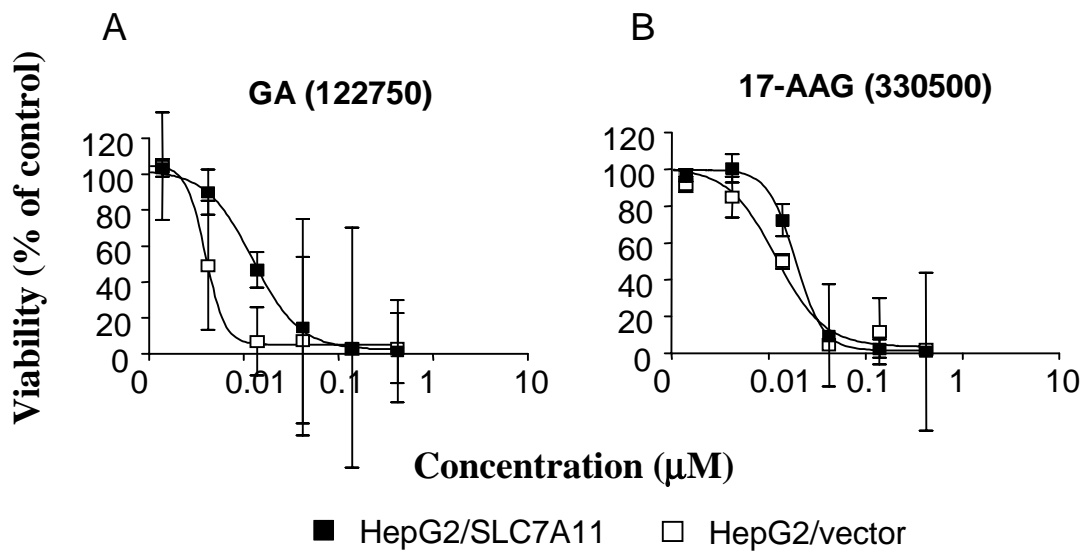 A
B
GA (122750)
17-AAG (330500)
Viability (% of control)
120
100
80
60
40
20
0
0 0.01 0.1 1 10
120
100
80
60
40
20
0
0 0.01 0.1 1 10
Concentration (μM)
HepG2/SLC7A11 HepG2/vector